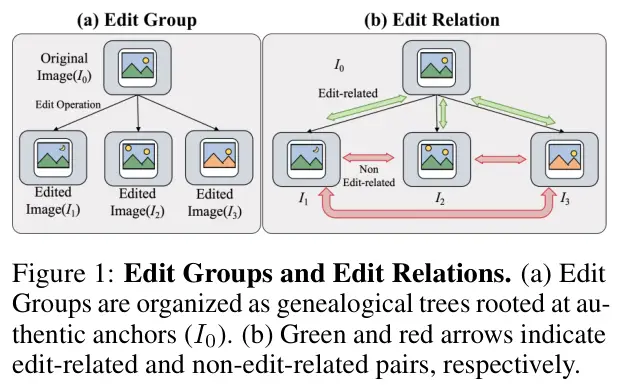 (a) Edit Group
(b) Edit Relation
Original
Image(I₀)
Edit Operation
Edited
Image(I₁)
Edited
Image(I₂)
Edited
Image(I₃)
I₀
Edit-related
Non
Edit-related
I₁
I₂
I₃
Figure 1: Edit Groups and Edit Relations. (a) Edit
Groups are organized as genealogical trees rooted at au-
thentic anchors (I₀). (b) Green and red arrows indicate
edit-related and non-edit-related pairs, respectively.